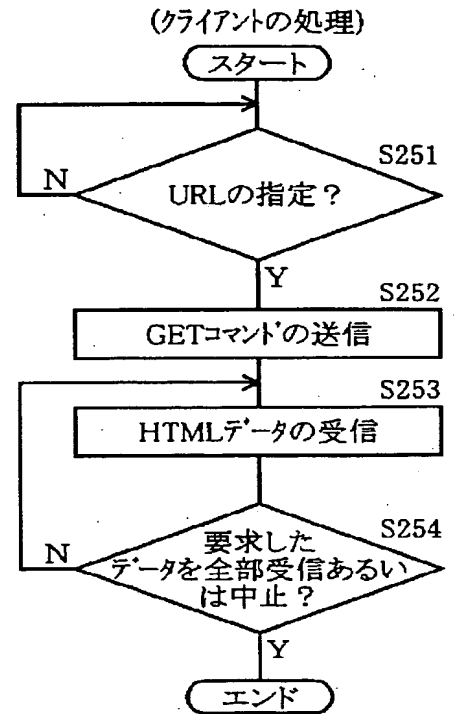 (クライアントの処理)
スタート
S251
N
URLの指定？
Y
S252
GETコマンドの送信
S253
HTMLデータの受信
S254
N
要求した
データを全部受信あるい
は中止？
Y
エンド